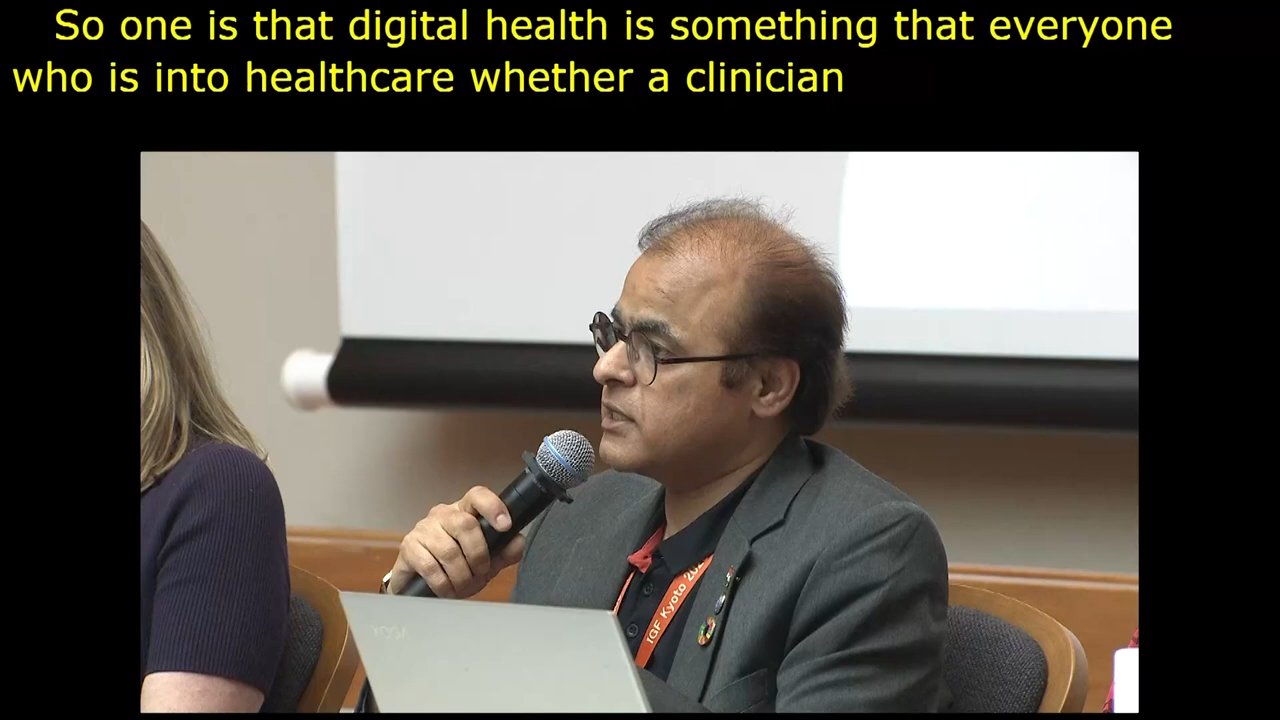 So one is that digital health is something that everyone
who is into healthcare whether a clinician
YOGA
IGF Kyoto 202